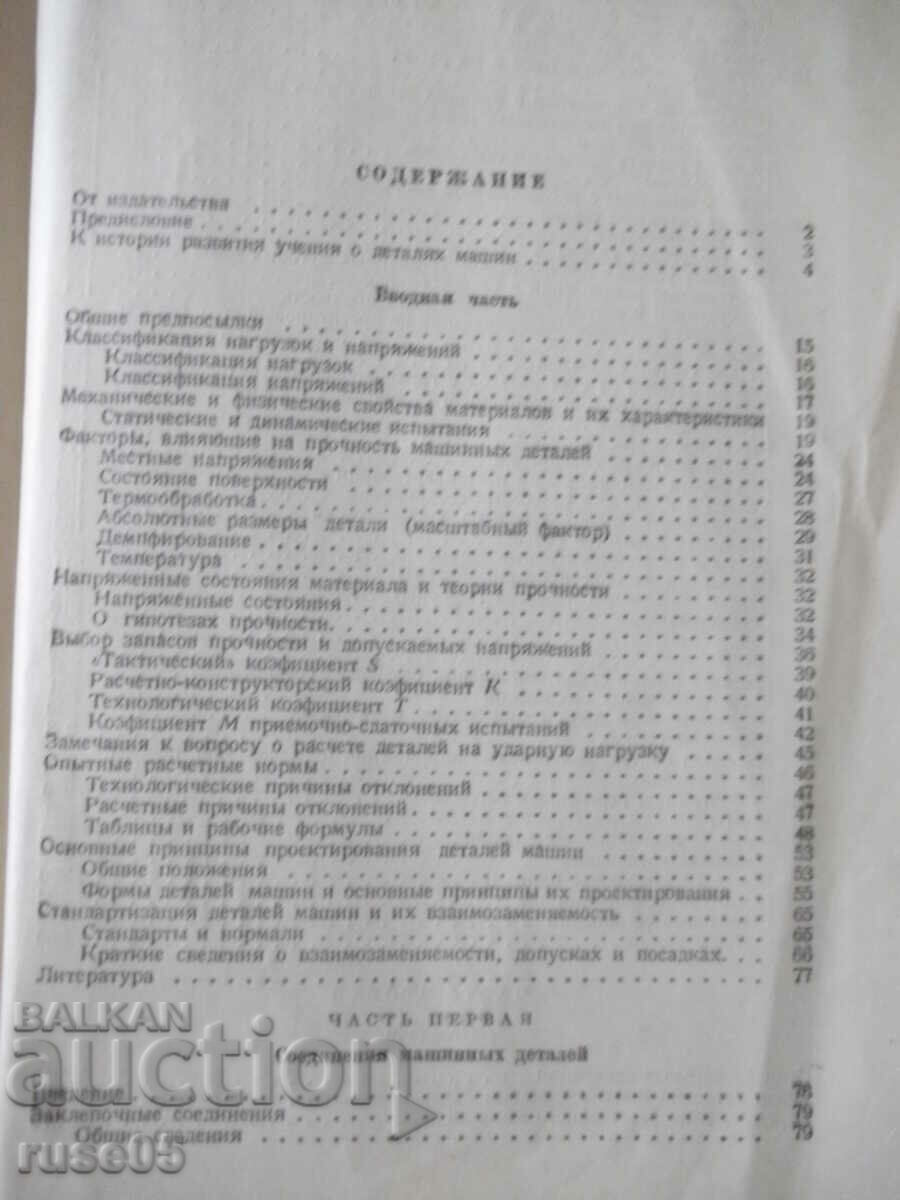 СОДЕРЖАНИЕ
От издательства . . . 2
Предисловие . . . 3
К истории развития учения о деталях машин . . . 4
Вводная часть
Общие предпосылки . . . 15
Классификация нагрузок и напряжений . . . 16
Классификация нагрузок . . . 16
Классификация напряжений . . . 17
Механические и физические свойства материалов и их характеристики 19
Статические и динамические испытания . . . 19
Факторы, влияющие на прочность машинных деталей . . . 24
Местные напряжения . . . 24
Состояние поверхности . . . 27
Термообработка . . . 28
Абсолютные размеры детали (масштабный фактор) . . . 29
Демпфирование . . . 31
Температура . . . 32
Напряженные состояния материала и теории прочности . . . 32
Напряженные состояния . . . 32
О гипотезах прочности . . . 34
Выбор запасов прочности и допускаемых напряжений . . . 38
«Тактический» коэфициент S . . . 39
Расчетно-конструкторский коэфициент K . . . 40
Технологический коэфициент T . . . 41
Коэфициент M приемочно-сдаточных испытаний . . . 42
Замечания к вопросу о расчете деталей на ударную нагрузку . . . 45
Опытные расчетные нормы . . . 46
Технологические причины отклонений . . . 47
Расчетные причины отклонений . . . 47
Таблицы и рабочие формулы . . . 48
Основные принципы проектирования деталей машин . . . 53
Общие положения . . . 53
Формы деталей машин и основные принципы их проектирования . . 55
Стандартизация деталей машин и их взаимозаменяемость . . . 65
Стандарты и нормали . . . 65
Краткие сведения о взаимозаменяемости, допусках и посадках. . . 66
Литература . . . 77
ЧАСТЬ ПЕРВАЯ
Соединения машинных деталей
Введение . . . 78
Заклепочные соединения . . . 79
Общие сведения . . . 79
BALKAN
auction
ruse05